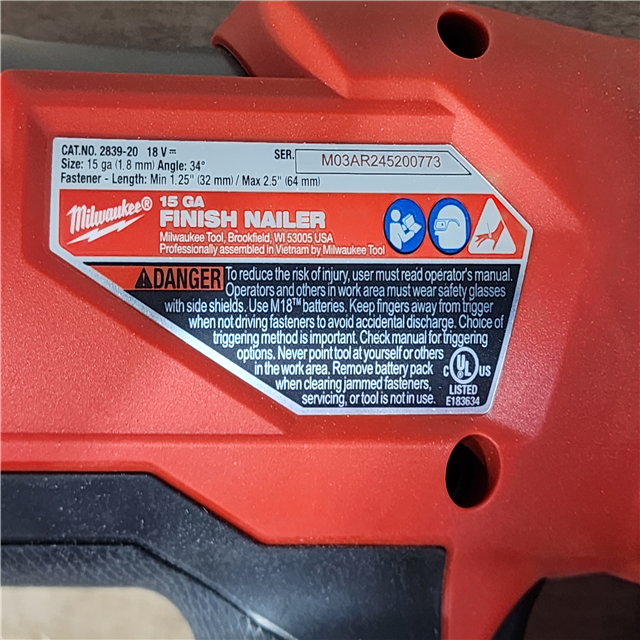 CAT.NO. 2839-20 18 V⎓
SER. M03AR245200773
Size: 15 ga (1.8 mm) Angle: 34°
Fastener - Length: Min 1.25" (32 mm) / Max 2.5" (64 mm)
Milwaukee®
15 GA
FINISH NAILER
Milwaukee Tool, Brookfield, WI 53005 USA
Professionally assembled in Vietnam by Milwaukee Tool
DANGER
To reduce the risk of injury, user must read operator's manual.
Operators and others in work area must wear safety glasses
with side shields. Use M18™ batteries. Keep fingers away from trigger
when not driving fasteners to avoid accidental discharge. Choice of
triggering method is important. Check manual for triggering
options. Never point tool at yourself or others
in the work area. Remove battery pack
when clearing jammed fasteners,
servicing, or tool is not in use.
c UL US
LISTED
E183634